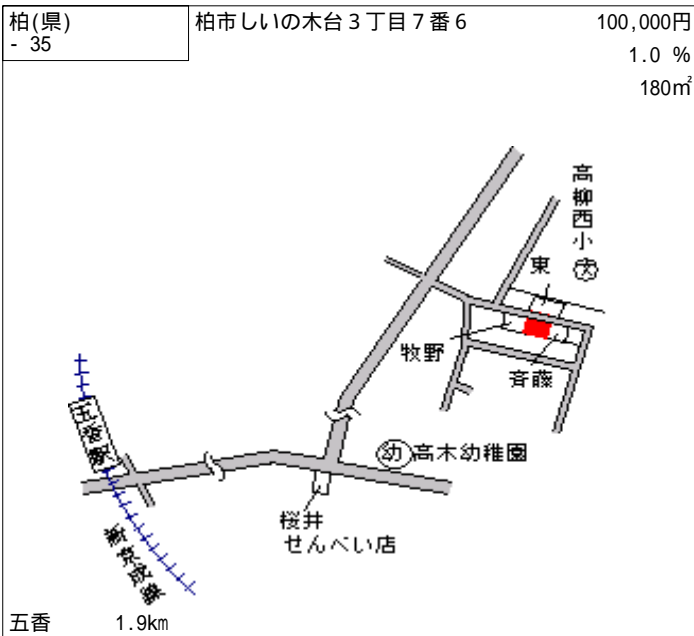 柏(県)
- 35
柏市しいの木台３丁目７番６
100,000円
1.0 %
180㎡
高柳西小
文
東
牧野
斉藤
幼
高木幼稚園
五香駅
桜井
せんべい店
新京成線
五香
1.9km